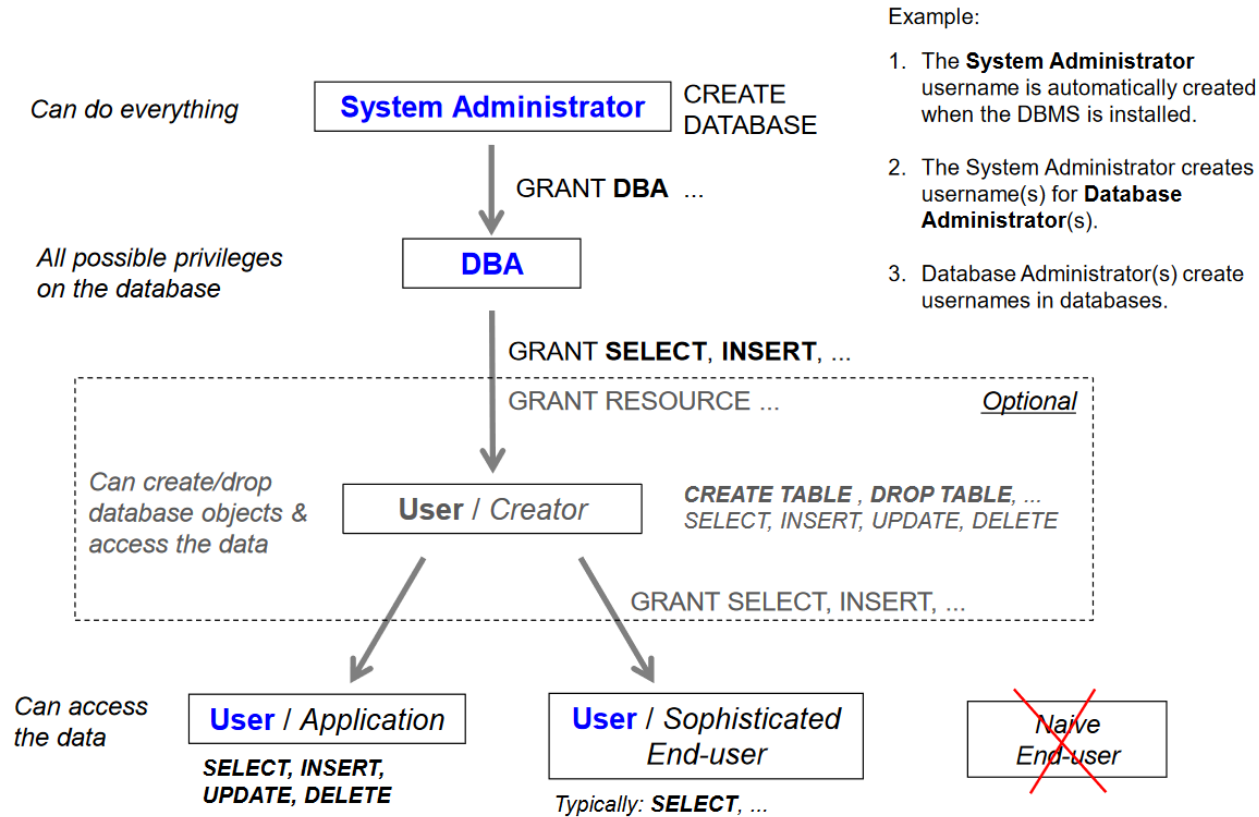 Example:
1. The System Administrator
username is automatically created
when the DBMS is installed.
2. The System Administrator creates
username(s) for Database
Administrator(s).
3. Database Administrator(s) create
usernames in databases.
Can do everything
System Administrator
CREATE
DATABASE
GRANT DBA ...
All possible privileges
on the database
DBA
GRANT SELECT, INSERT, ...
GRANT RESOURCE ...
Optional
Can create/drop
database objects &
access the data
User / Creator
CREATE TABLE , DROP TABLE, ...
SELECT, INSERT, UPDATE, DELETE
GRANT SELECT, INSERT, ...
Can access
the data
User / Application
SELECT, INSERT,
UPDATE, DELETE
User / Sophisticated
End-user
Typically: SELECT, ...
Naive
End-user